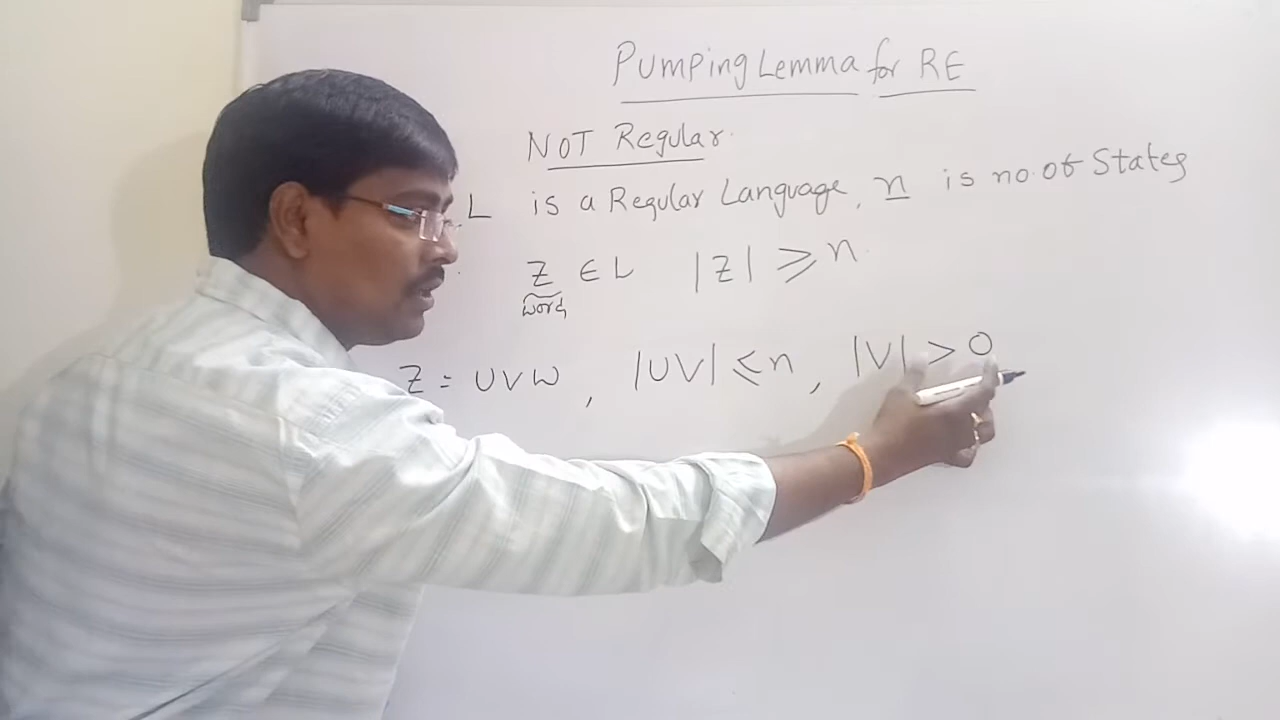 Pumping Lemma for RE
NOT Regular.
L is a Regular Language, n is no. of States
Z ∈ L |Z| ⩾ n.
word
Z = UVW, |UV| ⩽ n, |V| > 0